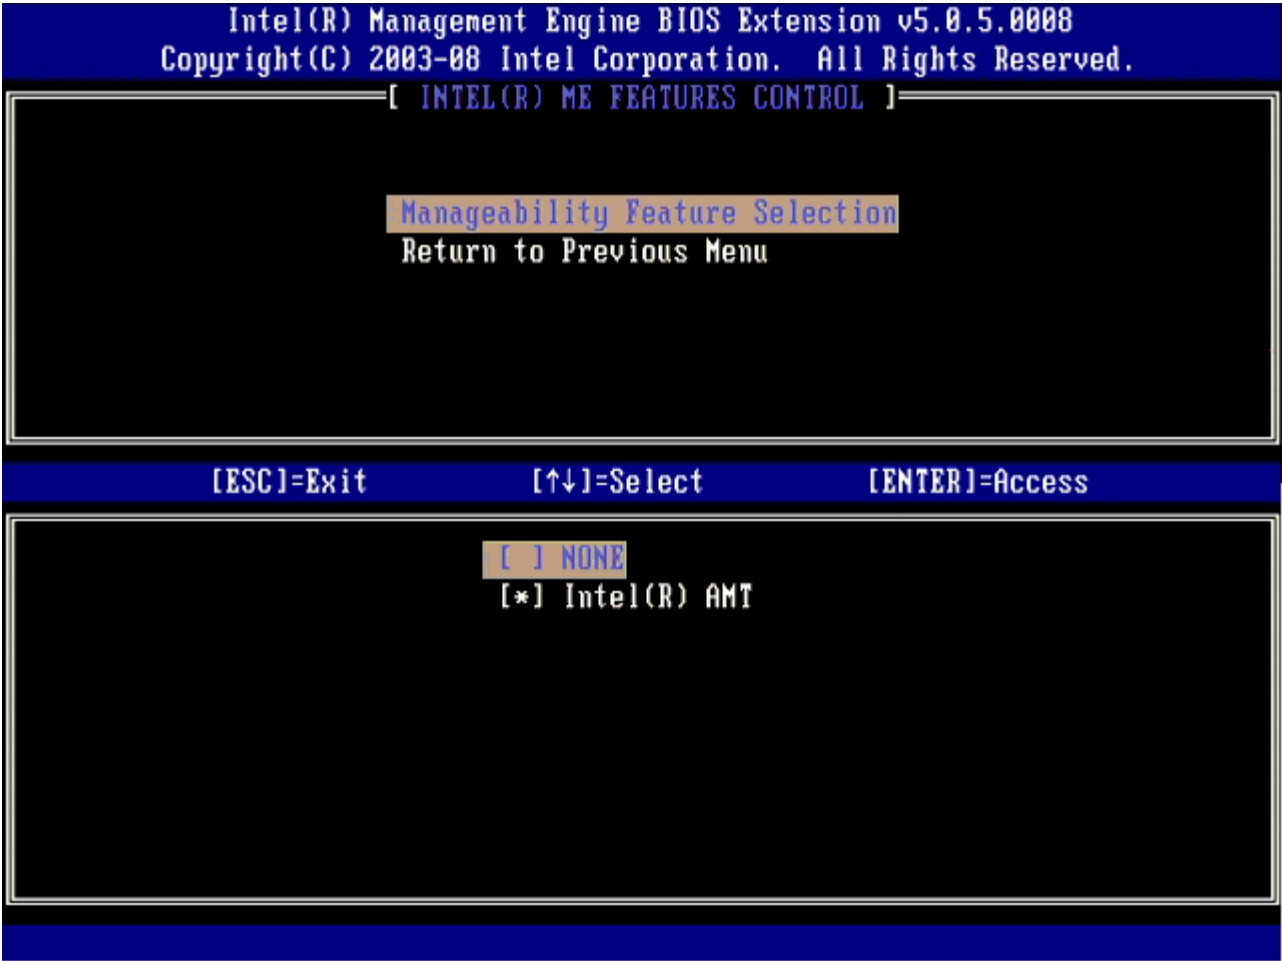 Intel(R) Management Engine BIOS Extension v5.0.5.0008
Copyright(C) 2003-08 Intel Corporation. All Rights Reserved.
[ INTEL(R) ME FEATURES CONTROL ]
Manageability Feature Selection
Return to Previous Menu
[ESC]=Exit [↑↓]=Select [ENTER]=Access
[ ] NONE
[*] Intel(R) AMT